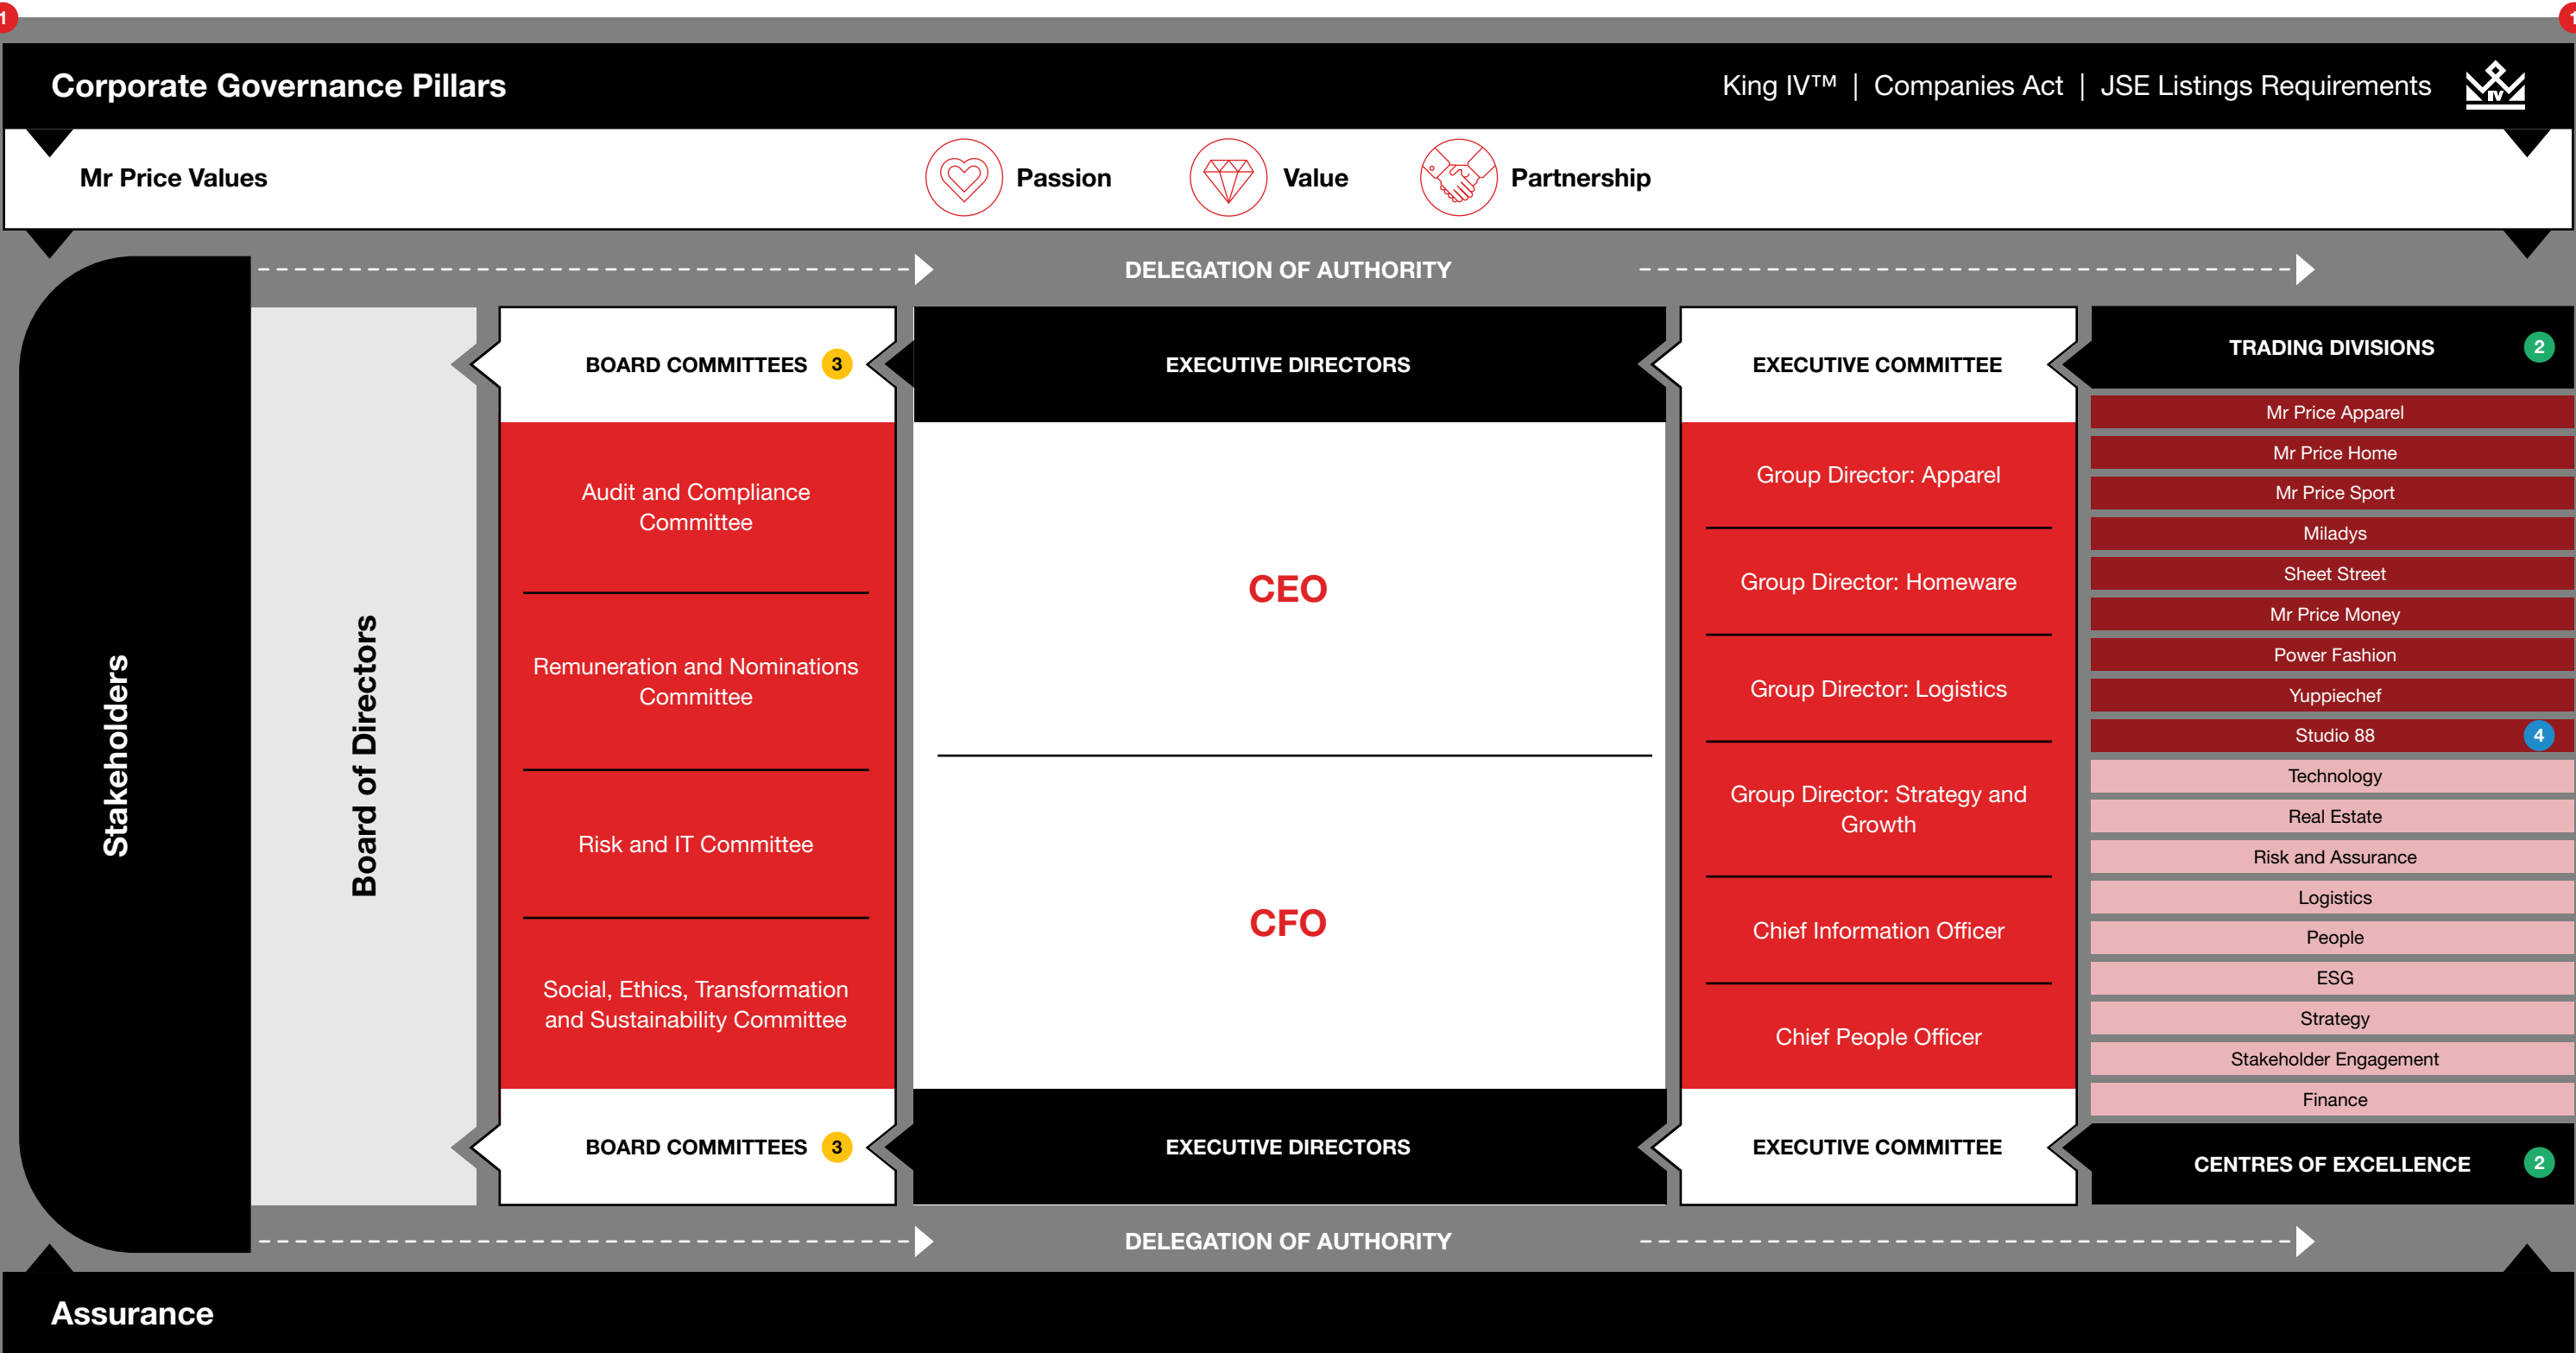 1
1
Corporate Governance Pillars
King IV™ | Companies Act | JSE Listings Requirements
IV
Mr Price Values
Passion
Value
Partnership
DELEGATION OF AUTHORITY
Stakeholders
Board of Directors
BOARD COMMITTEES 3
Audit and Compliance
Committee
Remuneration and Nominations
Committee
Risk and IT Committee
Social, Ethics, Transformation
and Sustainability Committee
BOARD COMMITTEES 3
EXECUTIVE DIRECTORS
CEO
CFO
EXECUTIVE DIRECTORS
EXECUTIVE COMMITTEE
Group Director: Apparel
Group Director: Homeware
Group Director: Logistics
Group Director: Strategy and
Growth
Chief Information Officer
Chief People Officer
EXECUTIVE COMMITTEE
TRADING DIVISIONS 2
Mr Price Apparel
Mr Price Home
Mr Price Sport
Miladys
Sheet Street
Mr Price Money
Power Fashion
Yuppiechef
Studio 88 4
Technology
Real Estate
Risk and Assurance
Logistics
People
ESG
Strategy
Stakeholder Engagement
Finance
CENTRES OF EXCELLENCE 2
DELEGATION OF AUTHORITY
Assurance